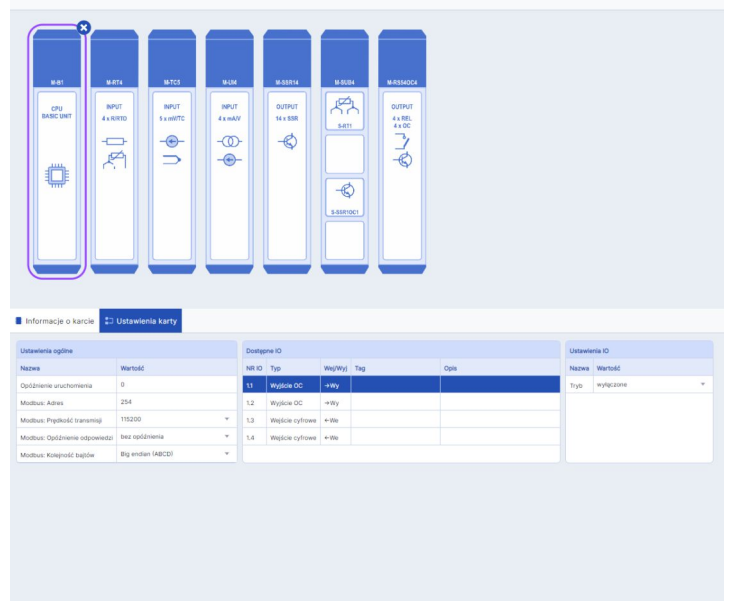 M-B1 M-RT4 M-TC5 M-UI4 M-SSR14 M-SUB4 M-RS54OC4
CPU
BASIC UNIT
INPUT
4 x R/RTD
INPUT
5 x mV/TC
INPUT
4 x mA/V
OUTPUT
14 x SSR
S-RT1
S-SSR1OC1
OUTPUT
4 x REL
4 x OC
Informacje o karcie Ustawienia karty
Ustawienia ogólne
Nazwa Wartość
Opóźnienie uruchomienia 0
Modbus: Adres 254
Modbus: Prędkość transmisji 115200
Modbus: Opóźnienie odpowiedzi bez opóźnienia
Modbus: Kolejność bajtów Big endian (ABCD)
Dostępne IO
NR IO Typ Wej/Wyj Tag Opis
1.1 Wyjście OC →Wy
1.2 Wyjście OC →Wy
1.3 Wejście cyfrowe ←We
1.4 Wejście cyfrowe ←We
Ustawienia IO
Nazwa Wartość
Tryb wyłączone